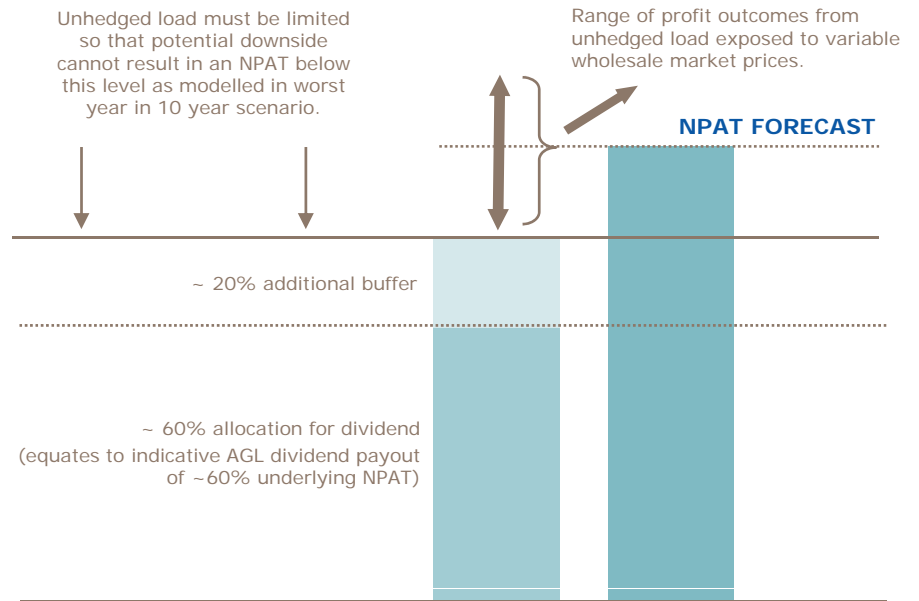 Unhedged load must be limited
so that potential downside
cannot result in an NPAT below
this level as modelled in worst
year in 10 year scenario.
Range of profit outcomes from
unhedged load exposed to variable
wholesale market prices.
NPAT FORECAST
~ 20% additional buffer
~ 60% allocation for dividend
(equates to indicative AGL dividend payout
of ~60% underlying NPAT)